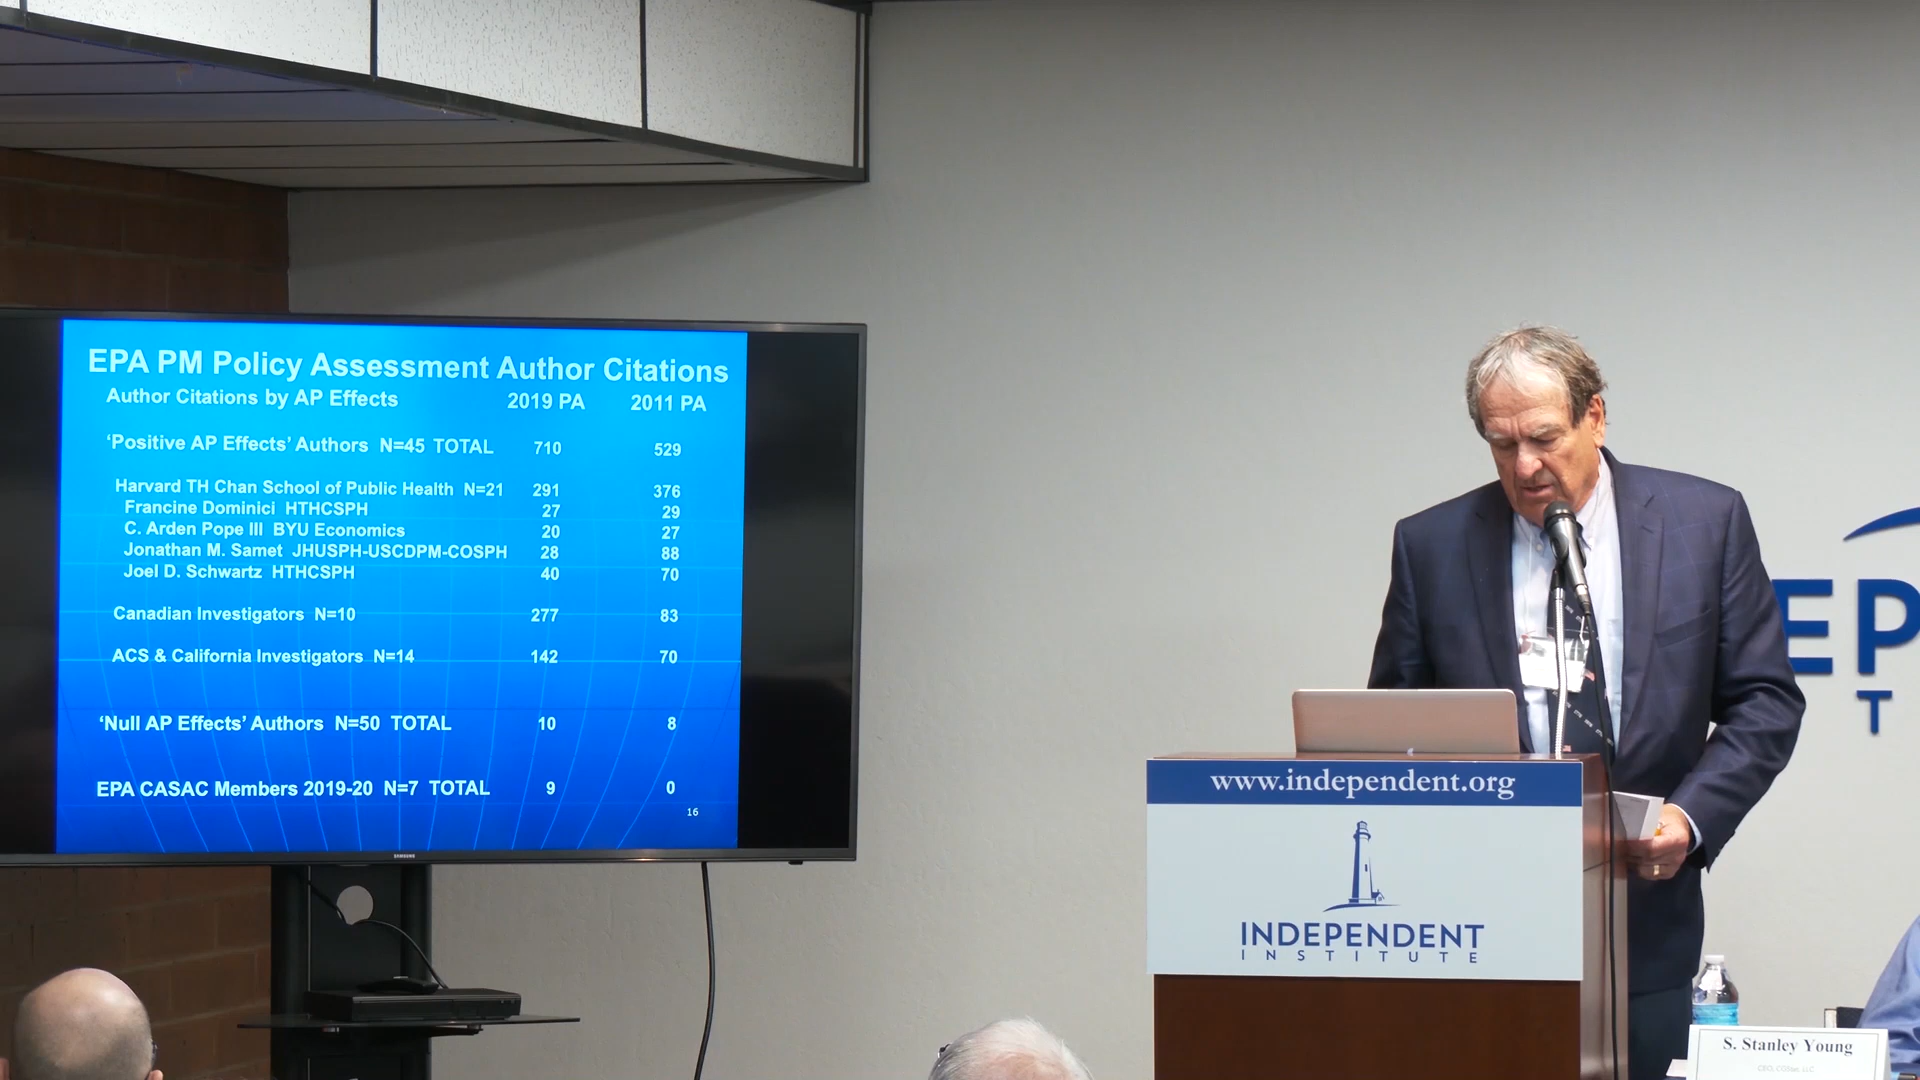 EPA PM Policy Assessment Author Citations
Author Citations by AP Effects 2019 PA 2011 PA
‘Positive AP Effects’ Authors N=45 TOTAL 710 529
Harvard TH Chan School of Public Health N=21 291 376
Francine Dominici HTHCSPH 27 29
C. Arden Pope III BYU Economics 20 27
Jonathan M. Samet JHUSPH-USCDPM-COSPH 28 88
Joel D. Schwartz HTHCSPH 40 70
Canadian Investigators N=10 277 83
ACS & California Investigators N=14 142 70
‘Null AP Effects’ Authors N=50 TOTAL 10 8
EPA CASAC Members 2019-20 N=7 TOTAL 9 0
16
SAMSUNG
EP
T
www.independent.org
INDEPENDENT
INSTITUTE
S. Stanley Young
CEO, CGStat, LLC